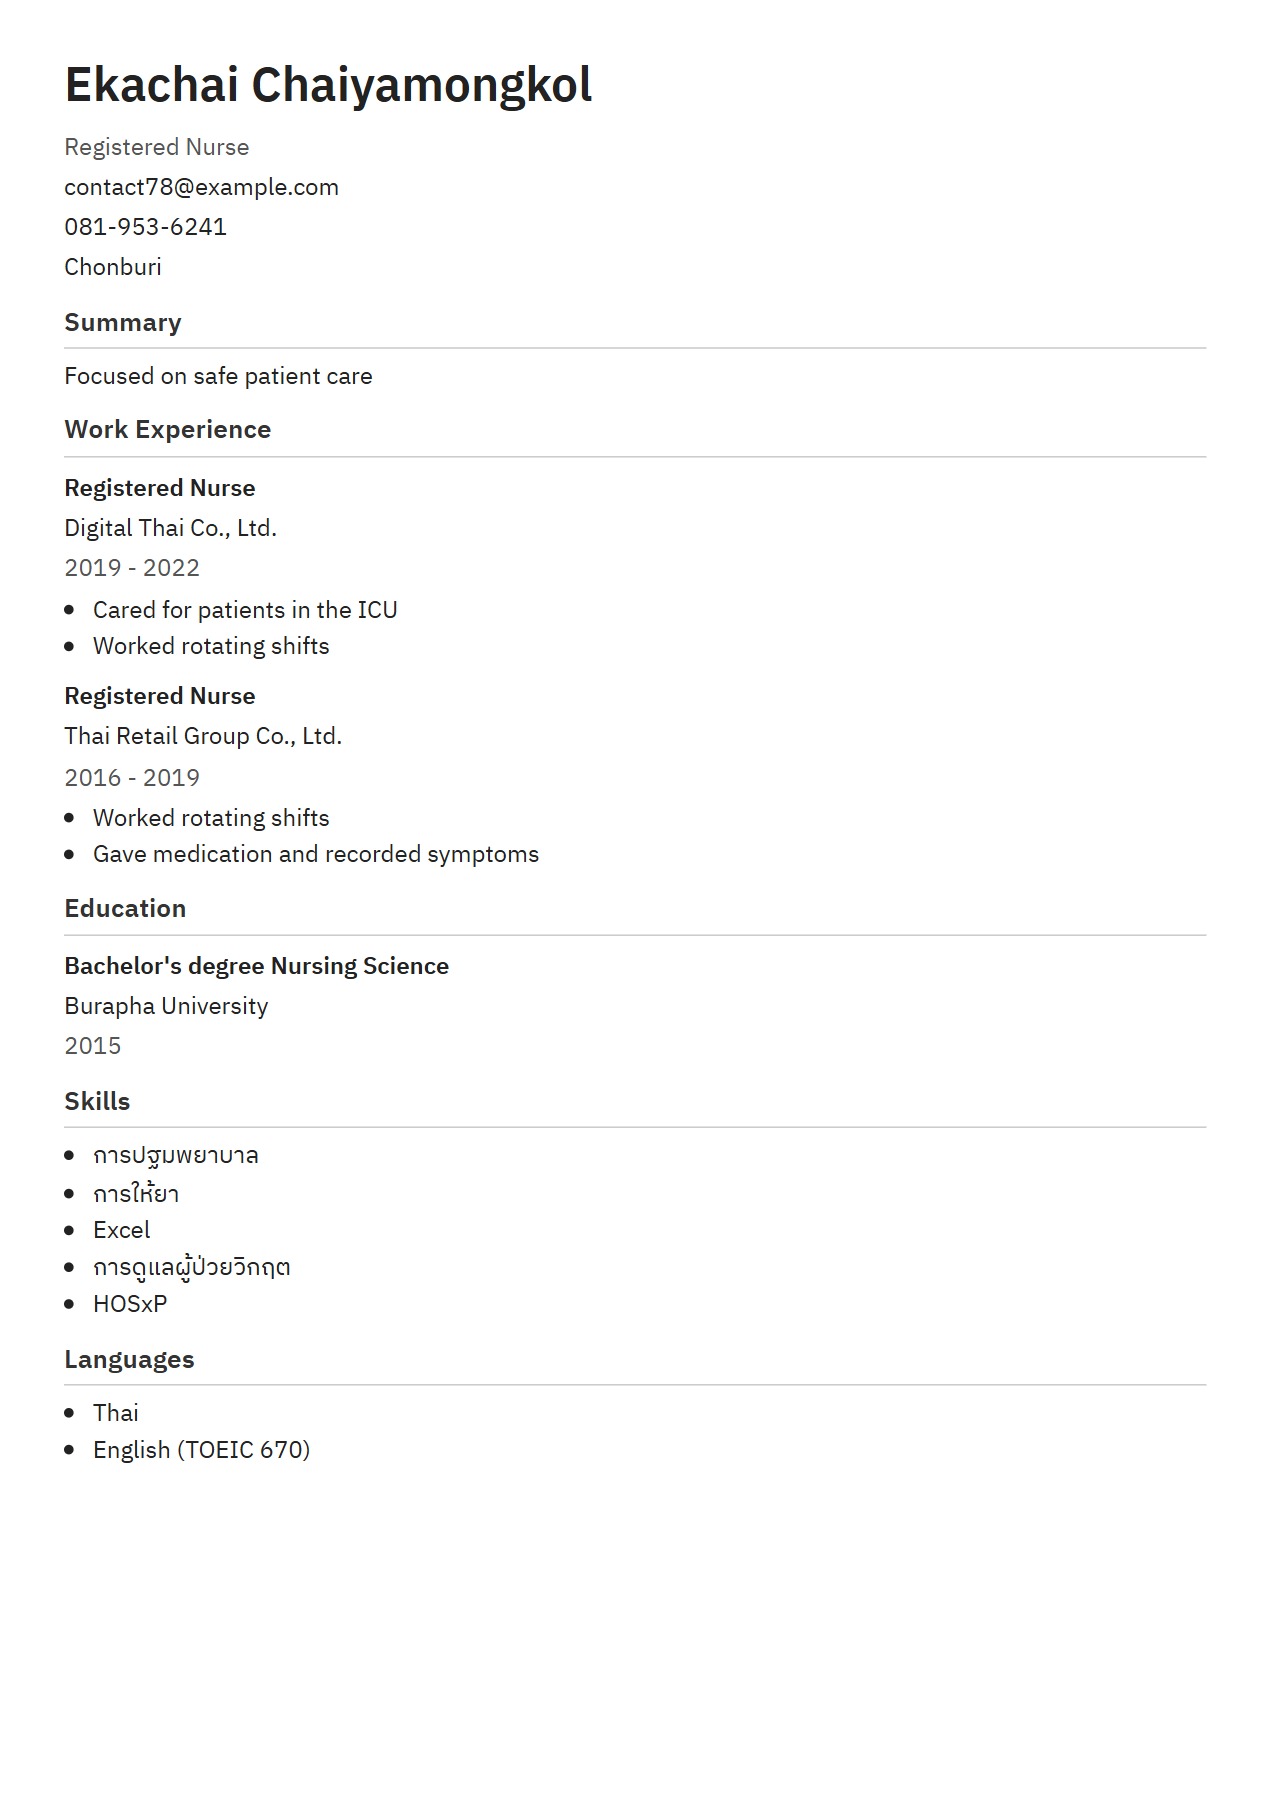 Ekachai Chaiyamongkol
Registered Nurse
contact78@example.com
081-953-6241
Chonburi
Summary
Focused on safe patient care
Work Experience
Registered Nurse
Digital Thai Co., Ltd.
2019 - 2022
• Cared for patients in the ICU
• Worked rotating shifts
Registered Nurse
Thai Retail Group Co., Ltd.
2016 - 2019
• Worked rotating shifts
• Gave medication and recorded symptoms
Education
Bachelor's degree Nursing Science
Burapha University
2015
Skills
• การปฐมพยาบาล
• การให้ยา
• Excel
• การดูแลผู้ป่วยวิกฤต
• HOSxP
Languages
• Thai
• English (TOEIC 670)